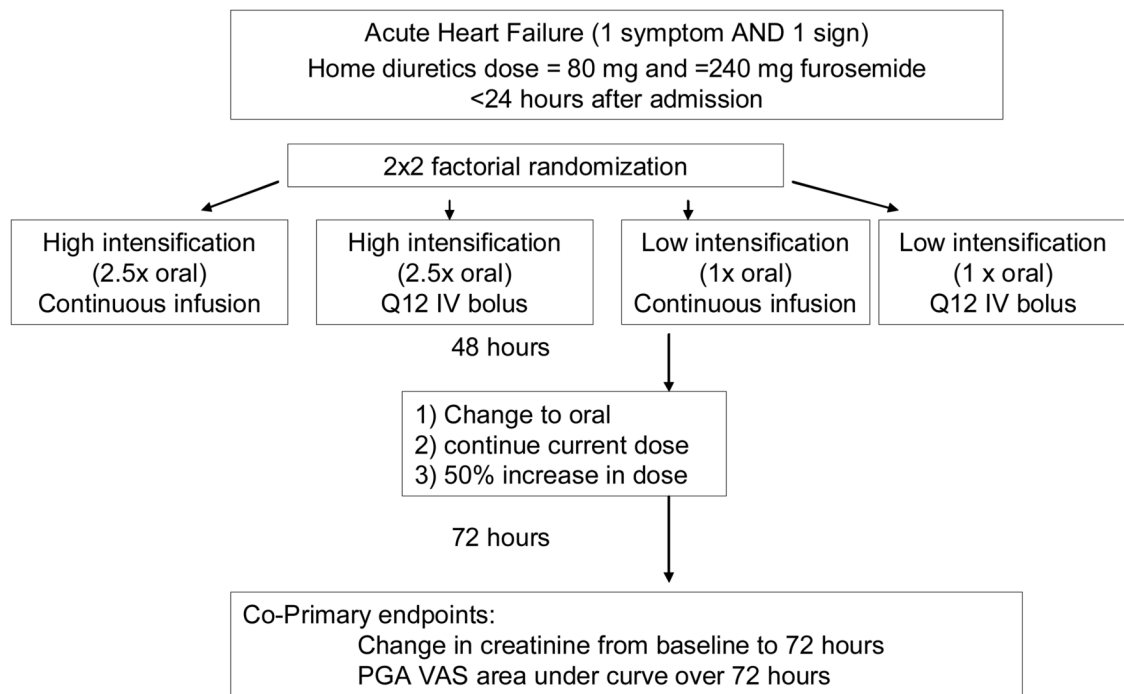 Acute Heart Failure (1 symptom AND 1 sign)
Home diuretics dose = 80 mg and =240 mg furosemide
<24 hours after admission
2x2 factorial randomization
High intensification
(2.5x oral)
Continuous infusion
High intensification
(2.5x oral)
Q12 IV bolus
Low intensification
(1x oral)
Continuous infusion
Low intensification
(1 x oral)
Q12 IV bolus
48 hours
1) Change to oral
2) continue current dose
3) 50% increase in dose
72 hours
Co-Primary endpoints:
Change in creatinine from baseline to 72 hours
PGA VAS area under curve over 72 hours